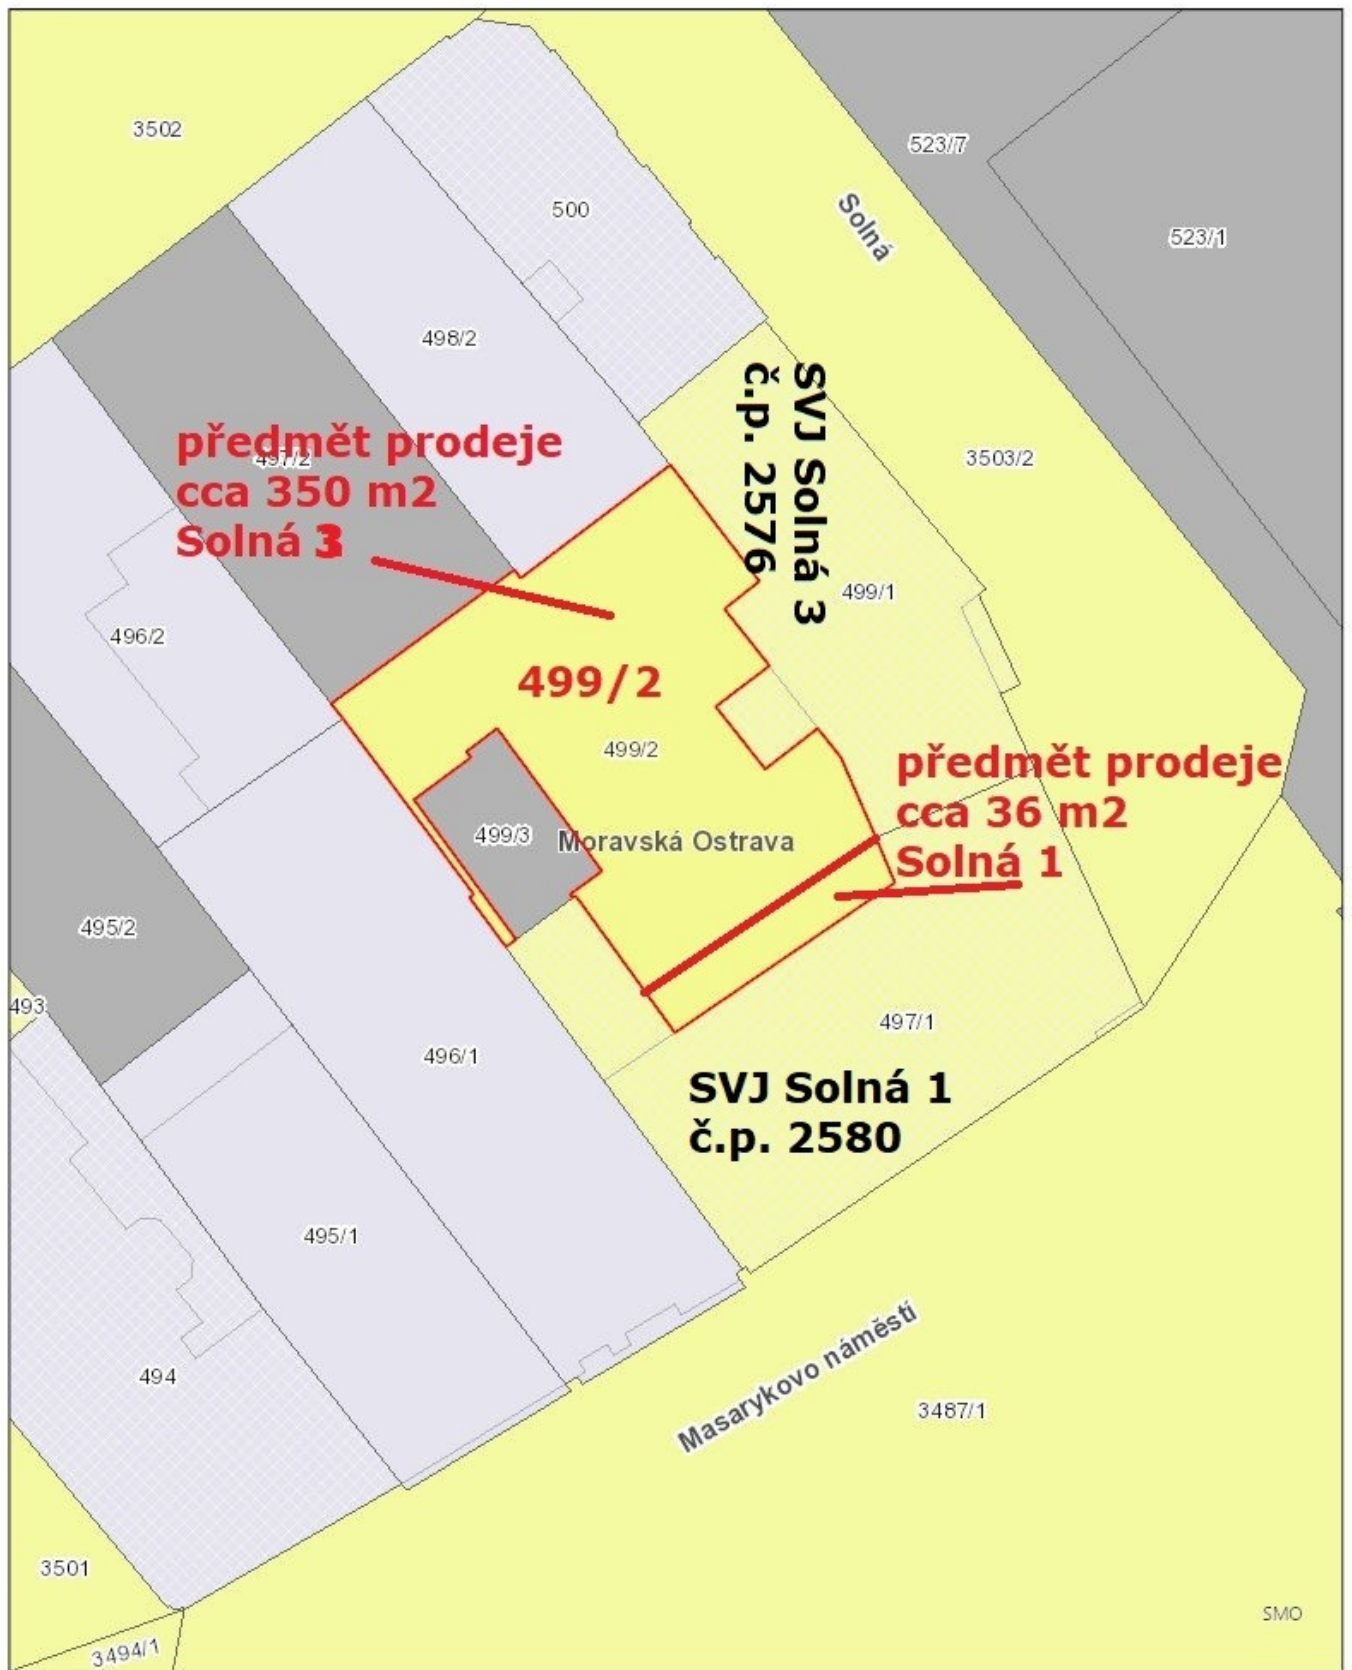 3502
523/7
500
Solná
523/1
498/2
SVJ Solná 3
č.p. 2576
předmět prodeje
cca 350 m2
Solná 3
497/2
3503/2
499/1
496/2
499/2
499/2
předmět prodeje
cca 36 m2
Solná 1
499/3
Moravská Ostrava
495/2
493
497/1
496/1
SVJ Solná 1
č.p. 2580
495/1
Masarykovo náměstí
494
3487/1
3501
SMO
3494/1